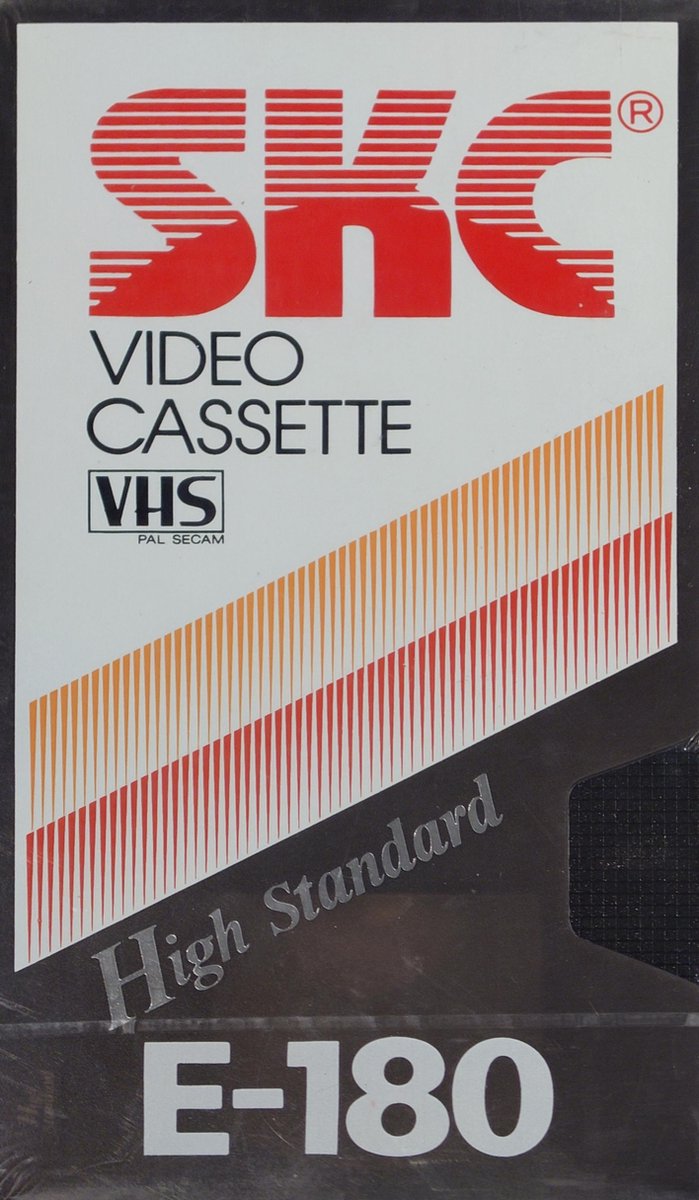 SKC®
VIDEO
CASSETTE
VHS
PAL SECAM
High Standard
E-180